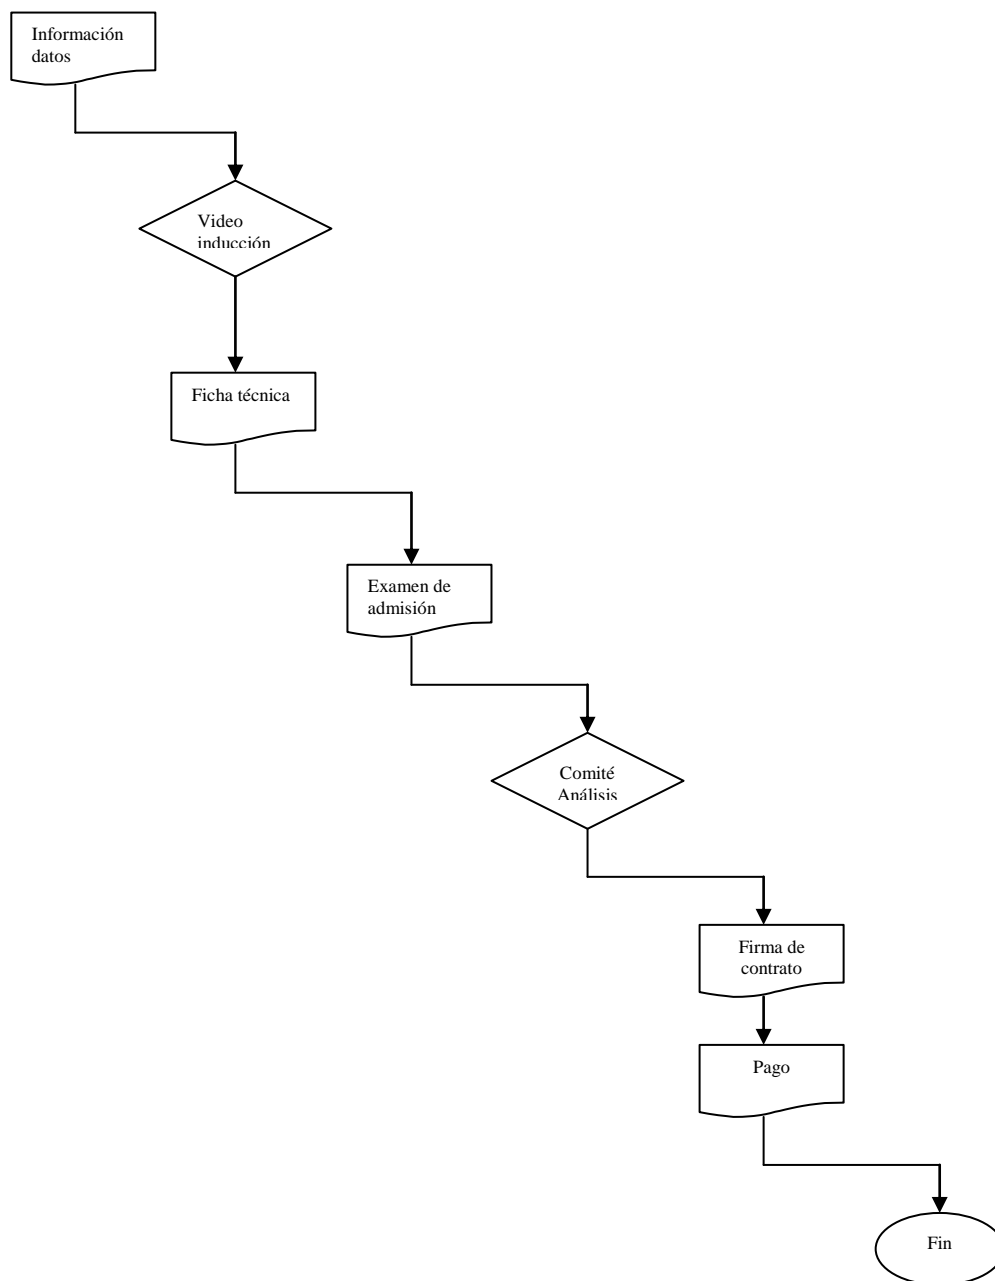 Información
datos
Video
inducción
Ficha técnica
Examen de
admisión
Comité
Análisis
Firma de
contrato
Pago
Fin